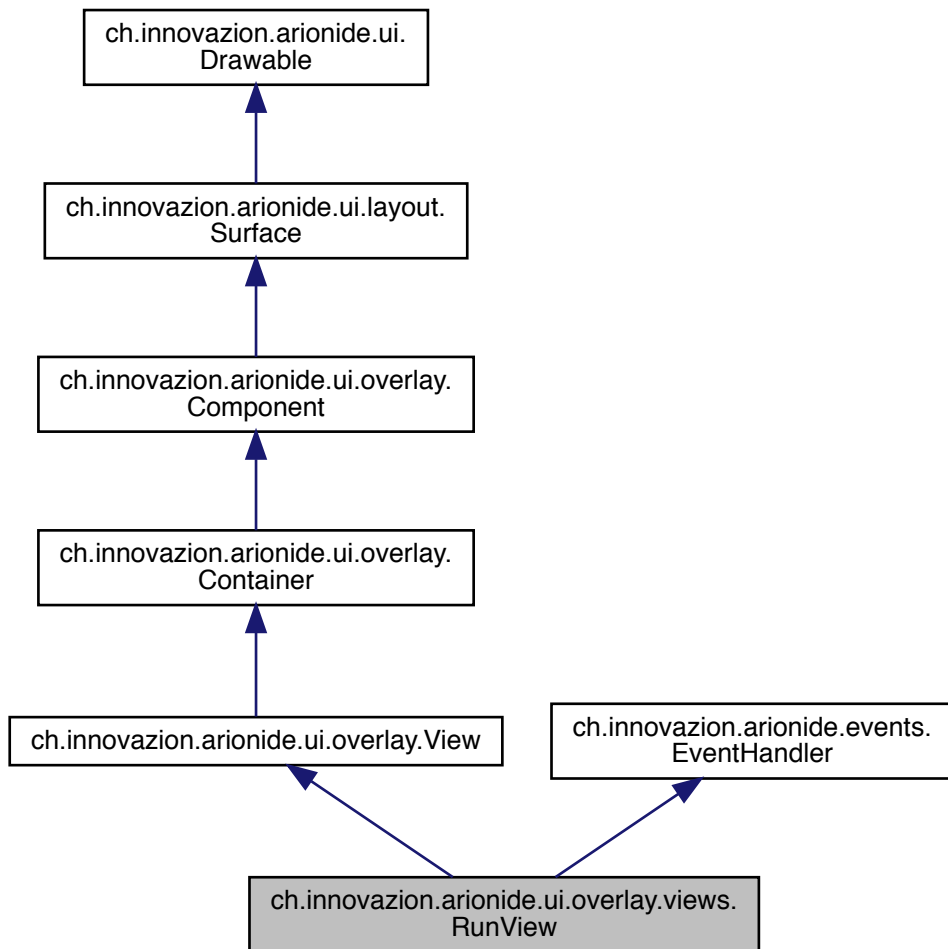 ch.innovazion.arionide.ui.
Drawable
ch.innovazion.arionide.ui.layout.
Surface
ch.innovazion.arionide.ui.overlay.
Component
ch.innovazion.arionide.ui.overlay.
Container
ch.innovazion.arionide.ui.overlay.View
ch.innovazion.arionide.events.
EventHandler
ch.innovazion.arionide.ui.overlay.views.
RunView